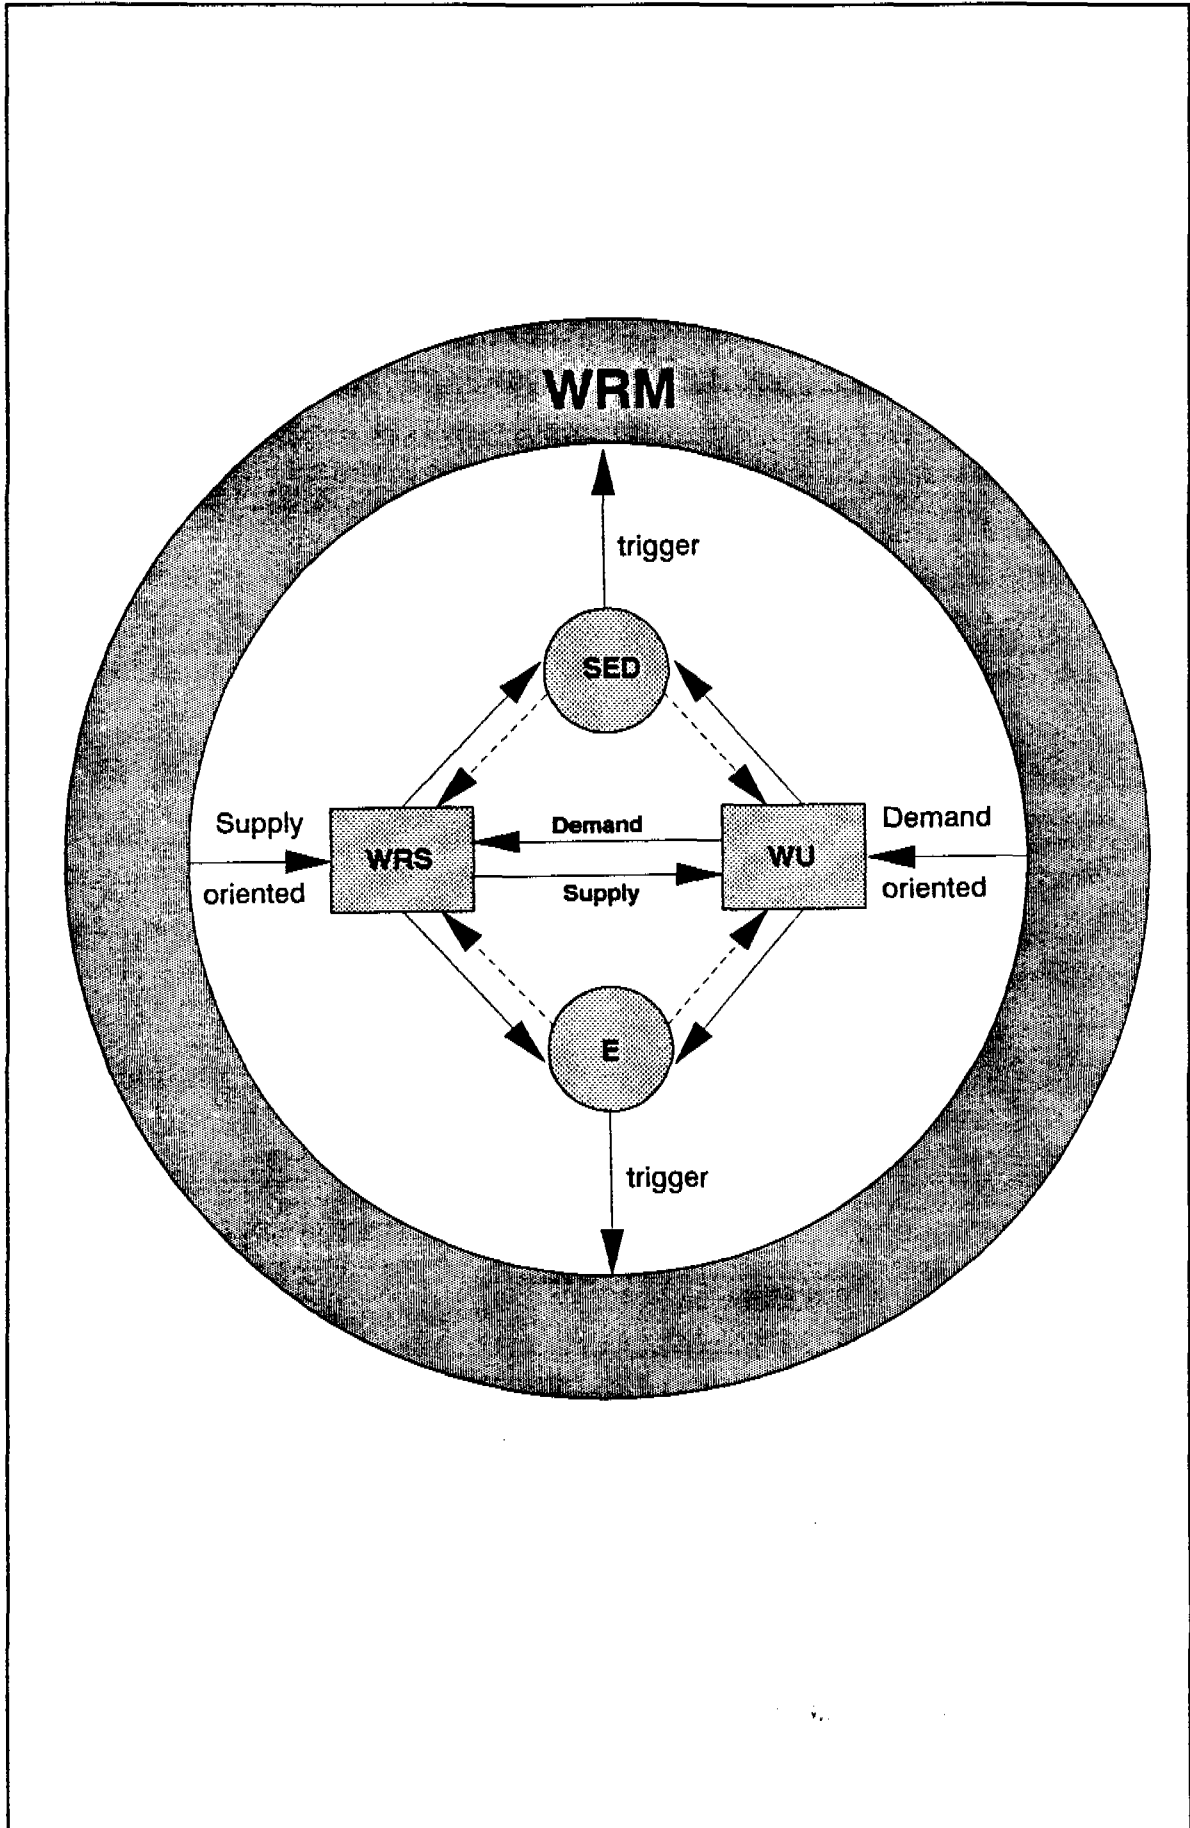 WRM
trigger
SED
Supply
oriented
WRS
Demand
Supply
WU
Demand
oriented
E
trigger